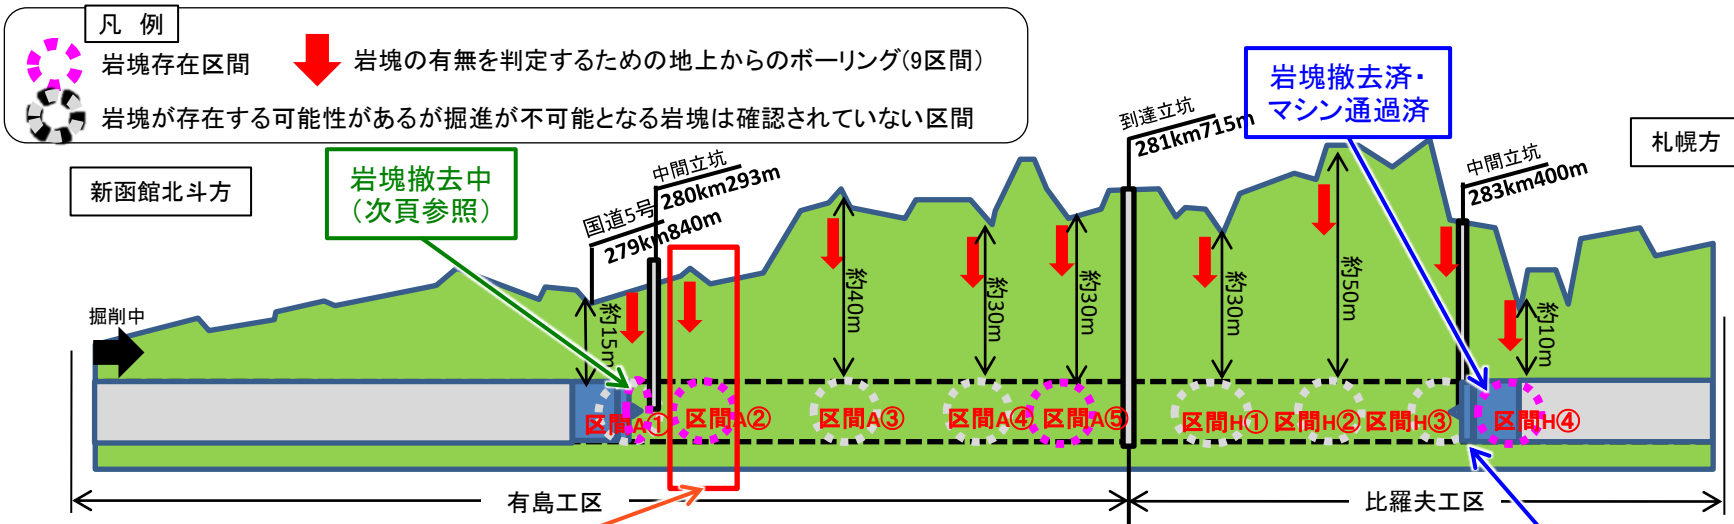 凡 例
岩塊存在区間
岩塊の有無を判定するための地上からのボーリング(9区間)
岩塊が存在する可能性があるが掘進が不可能となる岩塊は確認されていない区間
岩塊撤去済・
マシン通過済
到達立坑
281km715m
札幌方
新函館北斗方
岩塊撤去中
（次頁参照）
中間立坑
280km293m
国道5号
279km840m
中間立坑
283km400m
掘削中
約15m
約40m
約30m
約30m
約30m
約50m
約10m
区間A①
区間A②
区間A③
区間A④
区間A⑤
区間H①
区間H②
区間H③
区間H④
有島工区
比羅夫工区